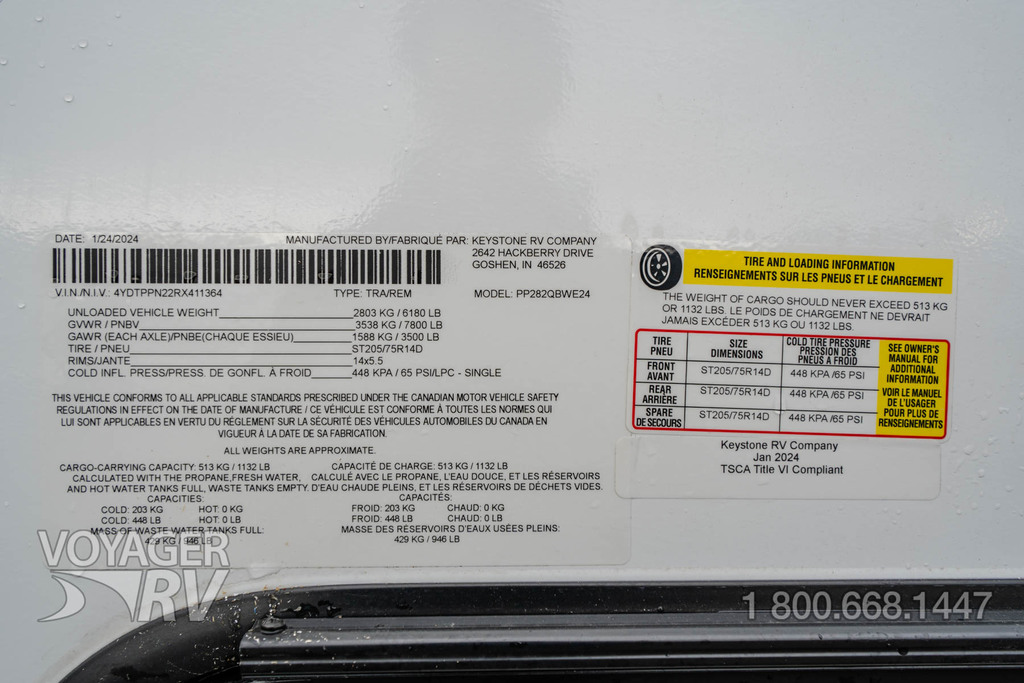 DATE: 1/24/2024
MANUFACTURED BY/FABRIQUÉ PAR: KEYSTONE RV COMPANY
2642 HACKBERRY DRIVE
GOSHEN, IN 46526
V.I.N./N.I.V.: 4YDTPPN22RX411364 TYPE: TRA/REM MODEL: PP282QBWE24
UNLOADED VEHICLE WEIGHT 2803 KG / 6180 LB
GVWR / PNBV 3538 KG / 7800 LB
GAWR (EACH AXLE)/PNBE(CHAQUE ESSIEU) 1588 KG / 3500 LB
TIRE / PNEU ST205/75R14D
RIMS/JANTE 14x5.5
COLD INFL. PRESS/PRESS. DE GONFL. À FROID 448 KPA / 65 PSI/LPC - SINGLE
THIS VEHICLE CONFORMS TO ALL APPLICABLE STANDARDS PRESCRIBED UNDER THE CANADIAN MOTOR VEHICLE SAFETY
REGULATIONS IN EFFECT ON THE DATE OF MANUFACTURE / CE VÉHICULE EST CONFORME À TOUTES LES NORMES QUI
LUI SONT APPLICABLES EN VERTU DU RÉGLEMENT SUR LA SÉCURITÉ DES VÉHICULES AUTOMOBILES DU CANADA EN
VIGUEUR À LA DATE DE SA FABRICATION.
ALL WEIGHTS ARE APPROXIMATE.
CARGO-CARRYING CAPACITY: 513 KG / 1132 LB
CALCULATED WITH THE PROPANE,FRESH WATER,
AND HOT WATER TANKS FULL, WASTE TANKS EMPTY.
CAPACITIES:
COLD: 203 KG HOT: 0 KG
COLD: 448 LB HOT: 0 LB
MASS OF WASTE WATER TANKS FULL:
429 KG / 946 LB
CAPACITÉ DE CHARGE: 513 KG / 1132 LB
CALCULÉ AVEC LE PROPANE, L'EAU DOUCE, ET LES RÉSERVOIRS
D'EAU CHAUDE PLEINS, ET LES RÉSERVOIRS DE DÉCHETS VIDES.
CAPACITÉS:
FROID: 203 KG CHAUD: 0 KG
FROID: 448 LB CHAUD: 0 LB
MASSE DES RÉSERVOIRS D'EAUX USÉES PLEINS:
429 KG / 946 LB
TIRE AND LOADING INFORMATION
RENSEIGNEMENTS SUR LES PNEUS ET LE CHARGEMENT
THE WEIGHT OF CARGO SHOULD NEVER EXCEED 513 KG
OR 1132 LBS. LE POIDS DE CHARGEMENT NE DEVRAIT
JAMAIS EXCÉDER 513 KG OU 1132 LBS.
TIRE
PNEU
SIZE
DIMENSIONS
COLD TIRE PRESSURE
PRESSION DES
PNEUS A FROID
FRONT
AVANT
ST205/75R14D
448 KPA /65 PSI
REAR
ARRIÈRE
ST205/75R14D
448 KPA /65 PSI
SPARE
DE SECOURS
ST205/75R14D
448 KPA /65 PSI
SEE OWNER'S
MANUAL FOR
ADDITIONAL
INFORMATION
VOIR LE MANUEL
DE L'USAGER
POUR PLUS DE
RENSEIGNEMENTS
Keystone RV Company
Jan 2024
TSCA Title VI Compliant
VOYAGER
RV
1 800.668.1447